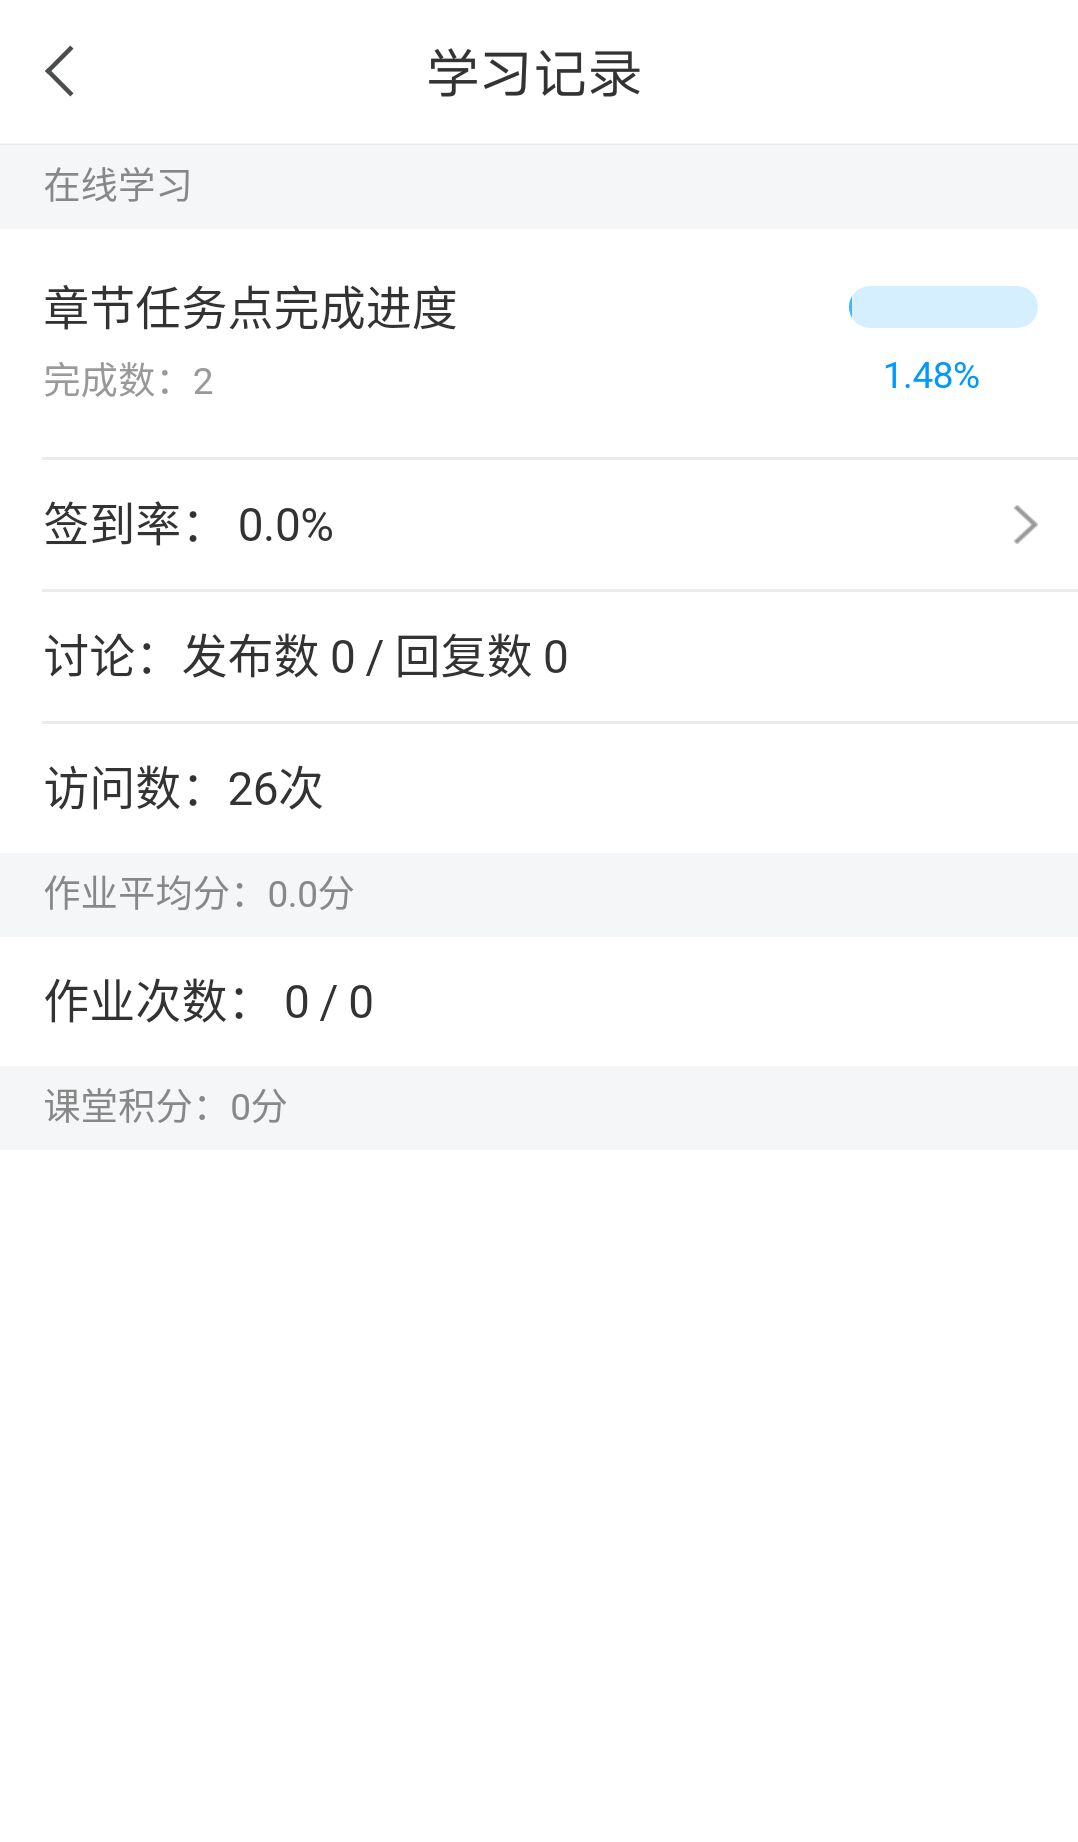 学习记录
在线学习
章节任务点完成进度
完成数：2
1.48%
签到率： 0.0%
讨论：发布数 0 / 回复数 0
访问数：26次
作业平均分：0.0分
作业次数： 0 / 0
课堂积分：0分